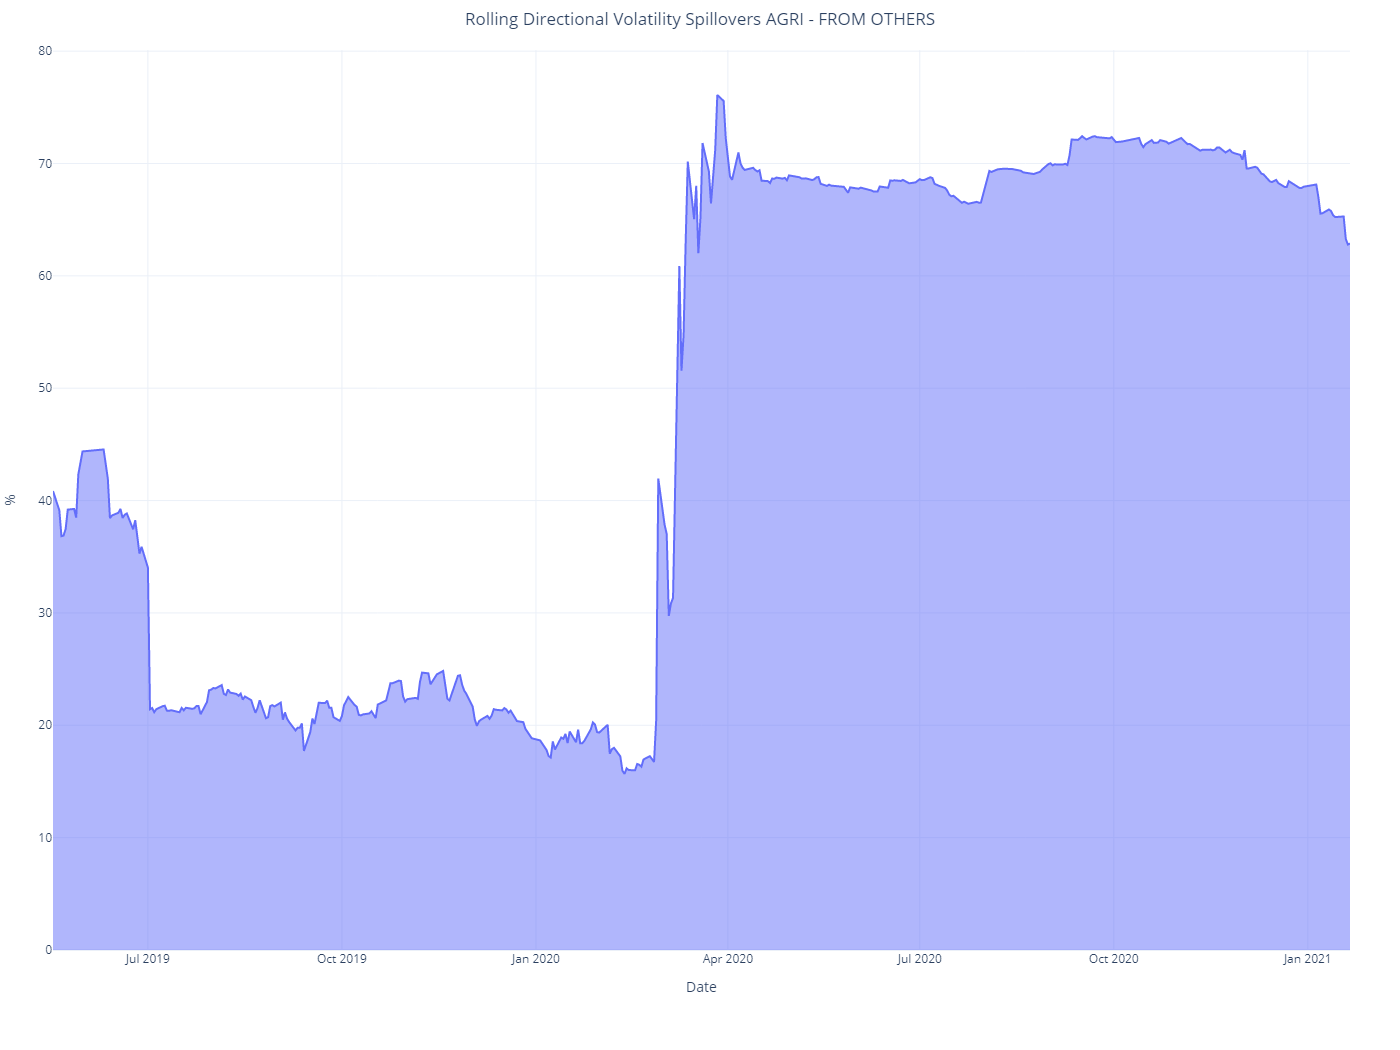 Rolling Directional Volatility Spillovers AGRI - FROM OTHERS
80
70
60
50
40
30
20
10
0
%
Jul 2019
Oct 2019
Jan 2020
Apr 2020
Jul 2020
Oct 2020
Jan 2021
Date